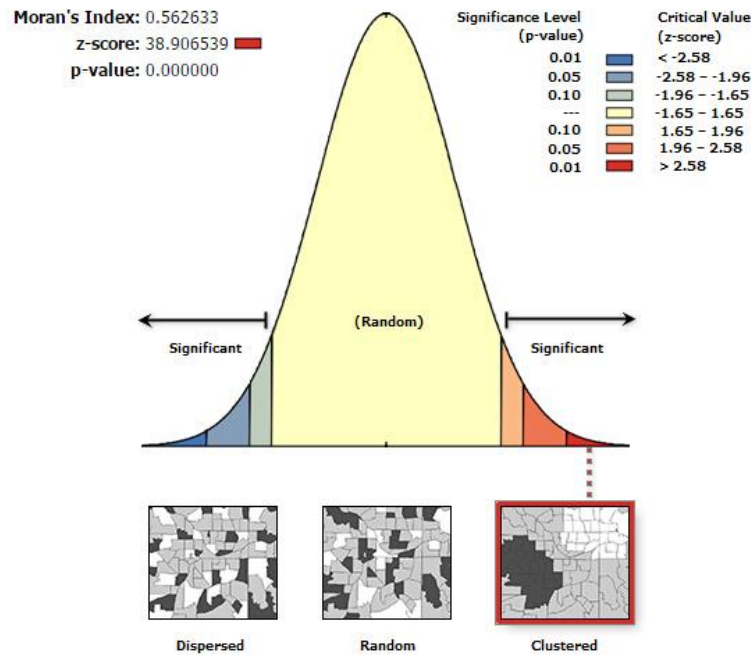 Moran's Index: 0.562633
z-score: 38.906539
p-value: 0.000000
Significance Level
(p-value)
Critical Value
(z-score)
0.01 < -2.58
0.05 -2.58 – -1.96
0.10 -1.96 – -1.65
--- -1.65 – 1.65
0.10 1.65 – 1.96
0.05 1.96 – 2.58
0.01 > 2.58
(Random)
Significant
Significant
Dispersed
Random
Clustered